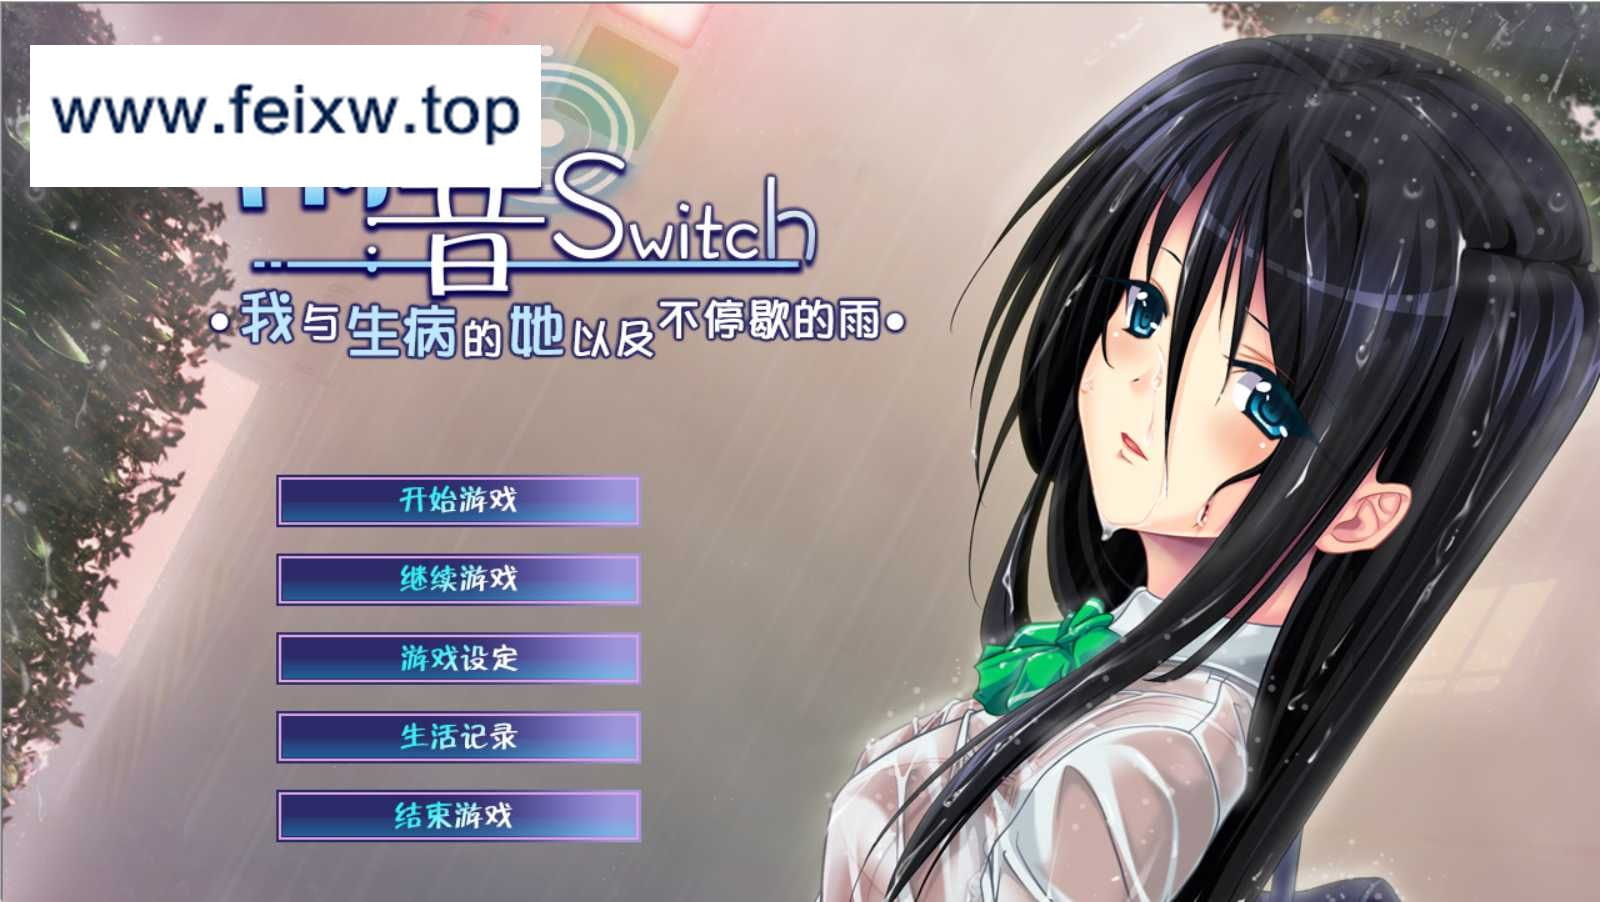 www.feixw.top
音Switch
•我与生病的她以及不停歇的雨•
开始游戏
继续游戏
游戏设定
生活记录
结束游戏